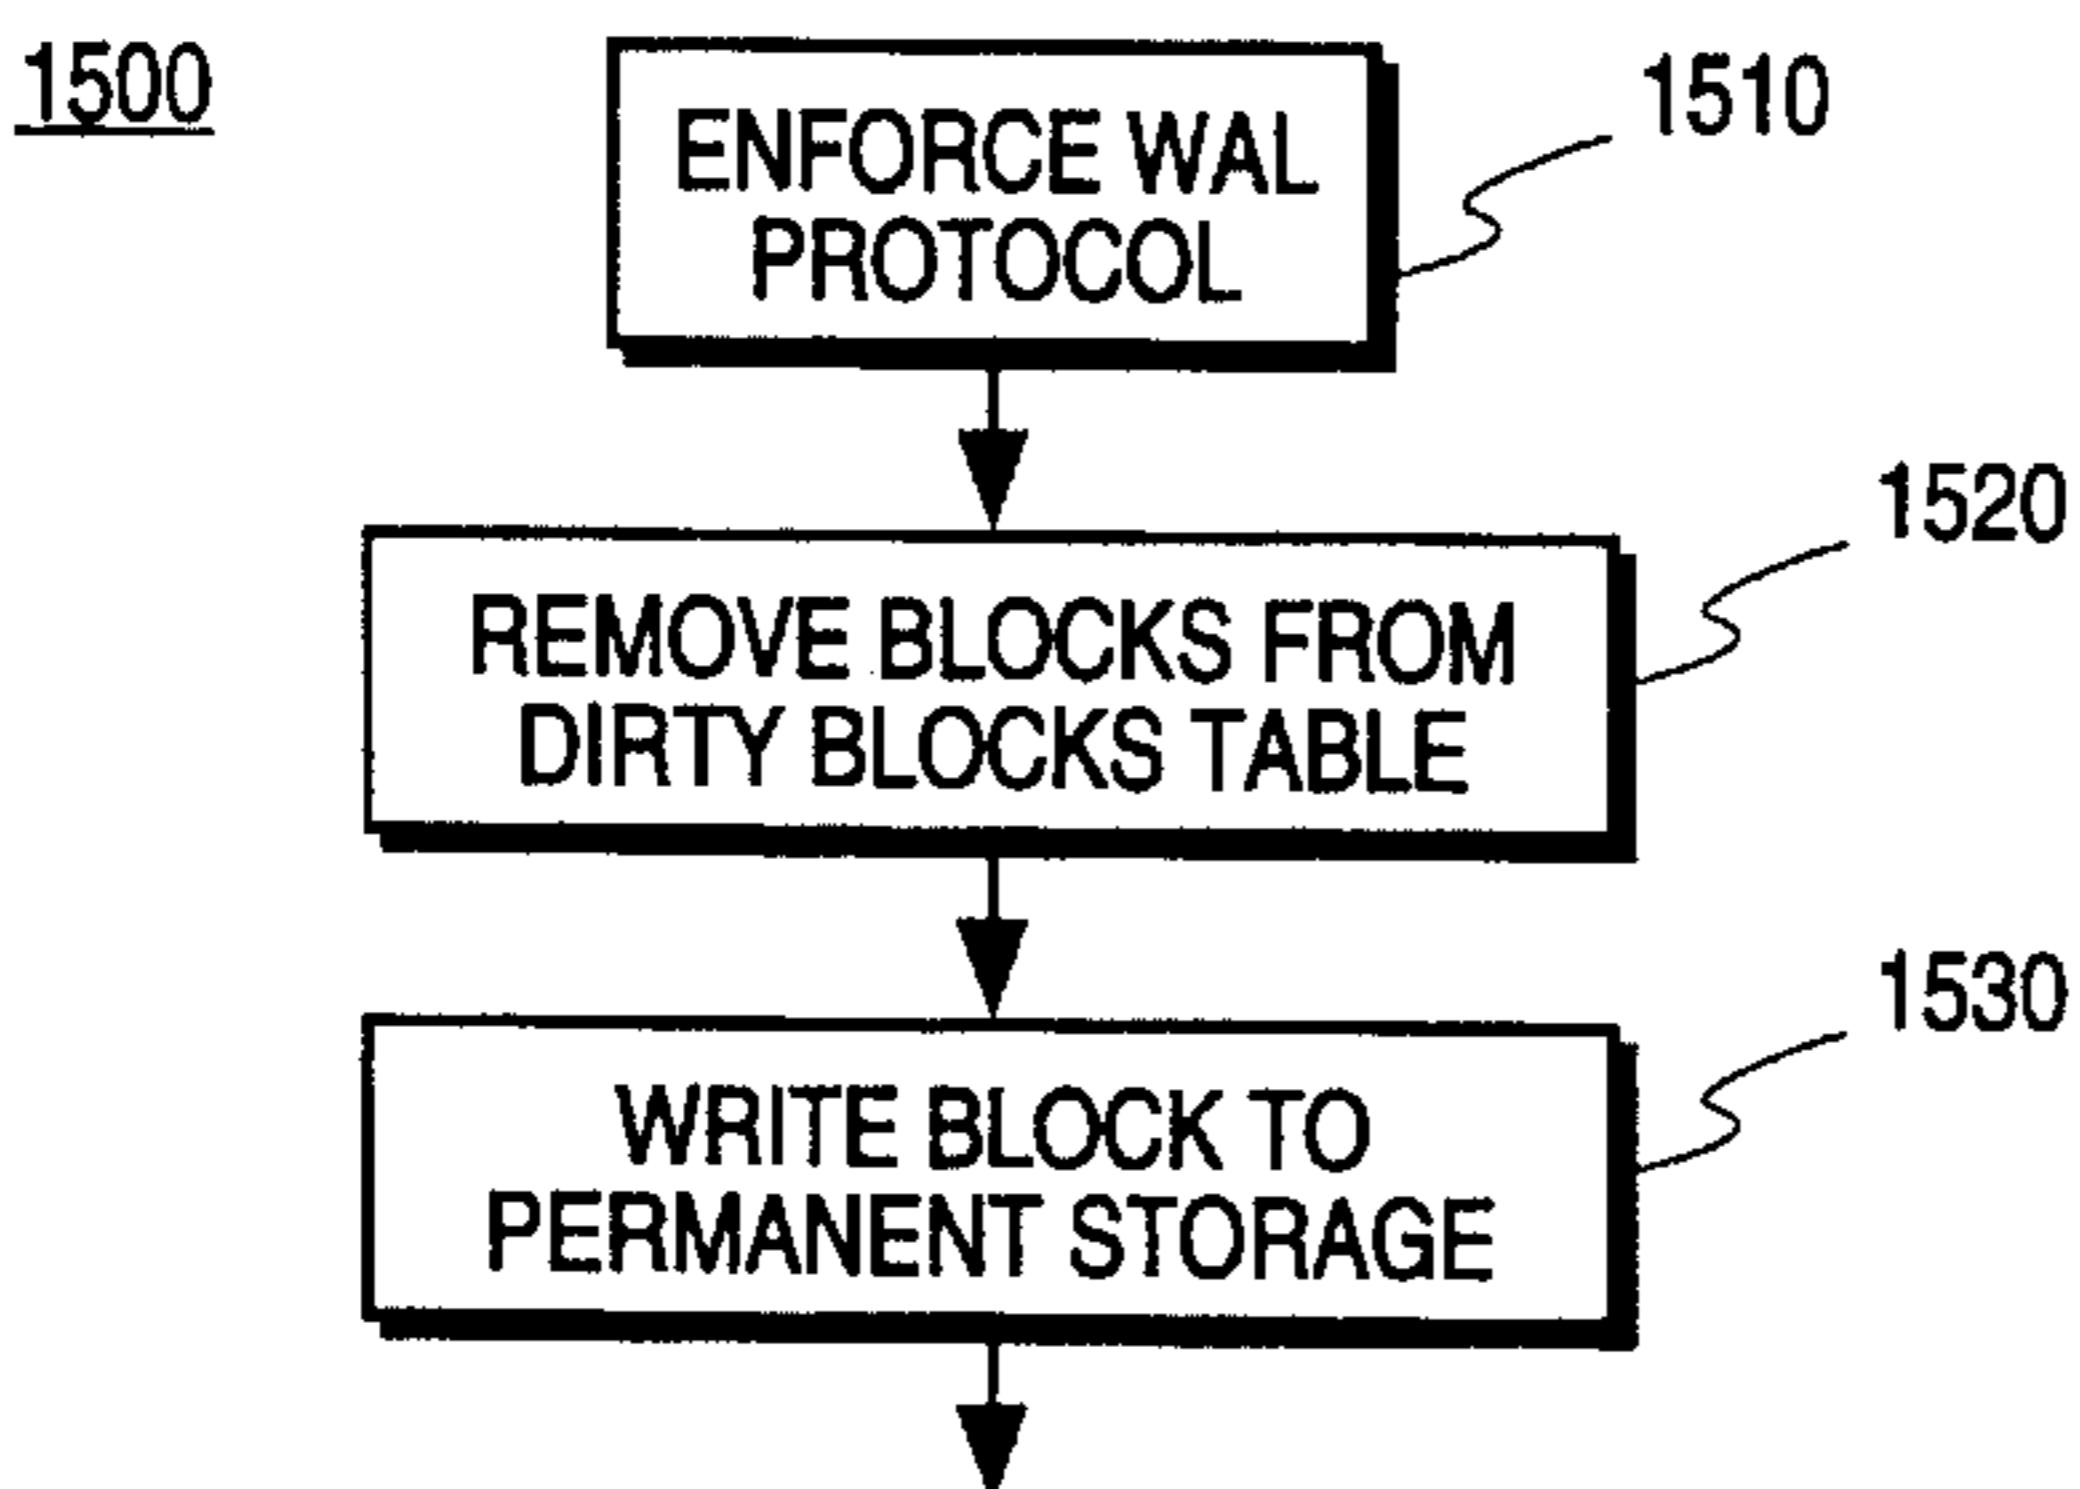 1500
ENFORCE WAL
PROTOCOL
1510
REMOVE BLOCKS FROM
DIRTY BLOCKS TABLE
1520
WRITE BLOCK TO
PERMANENT STORAGE
1530